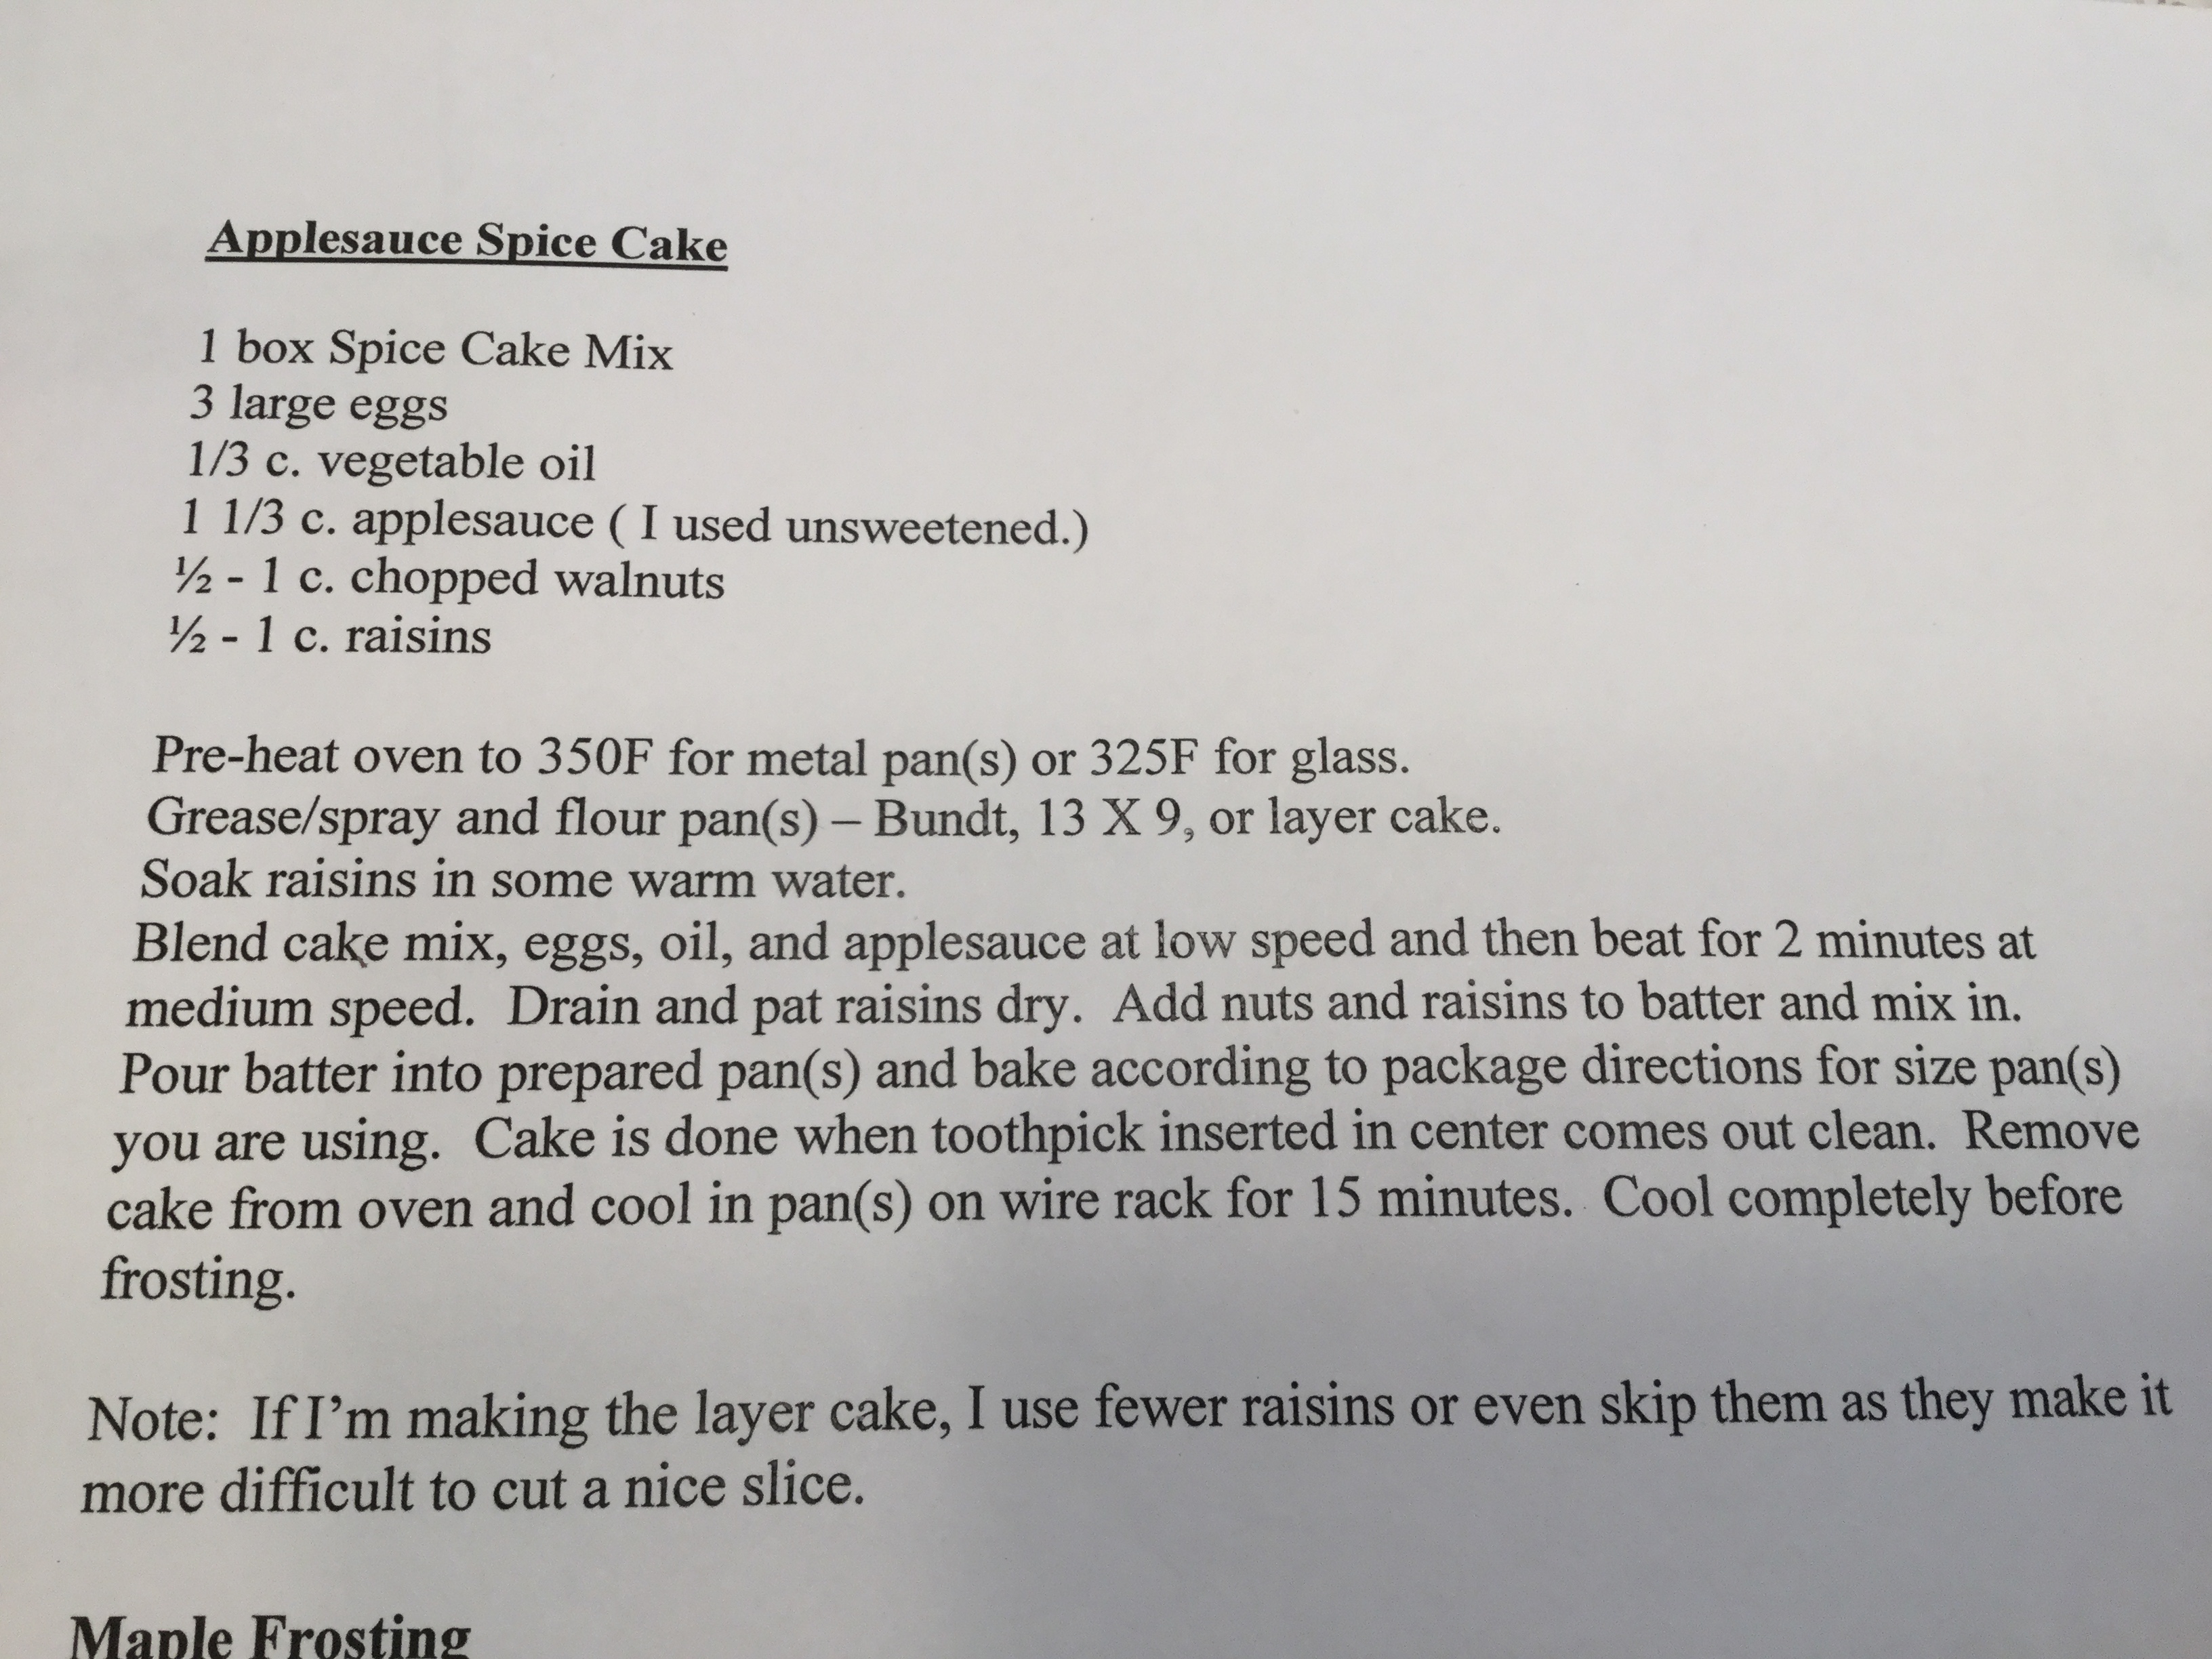 Applesauce Spice Cake
1 box Spice Cake Mix
3 large eggs
1/3 c. vegetable oil
1 1/3 c. applesauce ( I used unsweetened.)
½ - 1 c. chopped walnuts
½ - 1 c. raisins
Pre-heat oven to 350F for metal pan(s) or 325F for glass.
Grease/spray and flour pan(s) – Bundt, 13 X 9, or layer cake.
Soak raisins in some warm water.
Blend cake mix, eggs, oil, and applesauce at low speed and then beat for 2 minutes at
medium speed.  Drain and pat raisins dry.  Add nuts and raisins to batter and mix in.
Pour batter into prepared pan(s) and bake according to package directions for size pan(s)
you are using.  Cake is done when toothpick inserted in center comes out clean.  Remove
cake from oven and cool in pan(s) on wire rack for 15 minutes.  Cool completely before
frosting.
Note:  If I’m making the layer cake, I use fewer raisins or even skip them as they make it
more difficult to cut a nice slice.
Maple Frosting